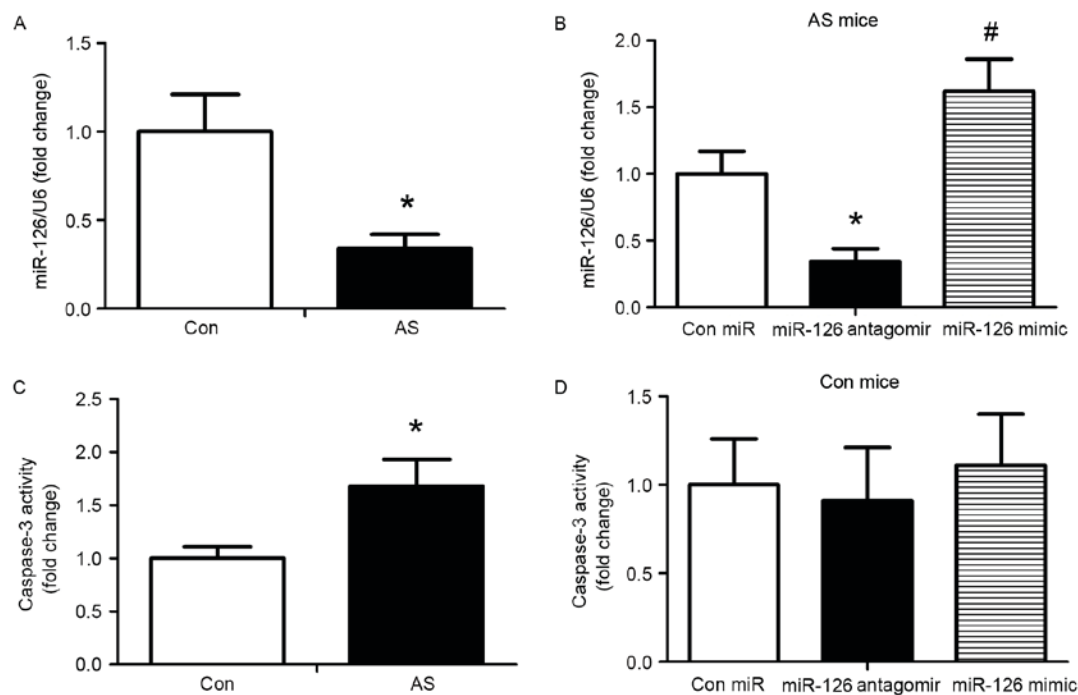 A
miR-126/U6 (fold change)
1.5
1.0
0.5
0.0
*
Con
AS
B
AS mice
miR-126/U6 (fold change)
2.0
1.5
1.0
0.5
0.0
*
#
Con miR
miR-126 antagomir
miR-126 mimic
C
Caspase-3 activity
(fold change)
2.5
2.0
1.5
1.0
0.5
0.0
*
Con
AS
D
Con mice
Caspase-3 activity
(fold change)
1.5
1.0
0.5
0.0
Con miR
miR-126 antagomir
miR-126 mimic